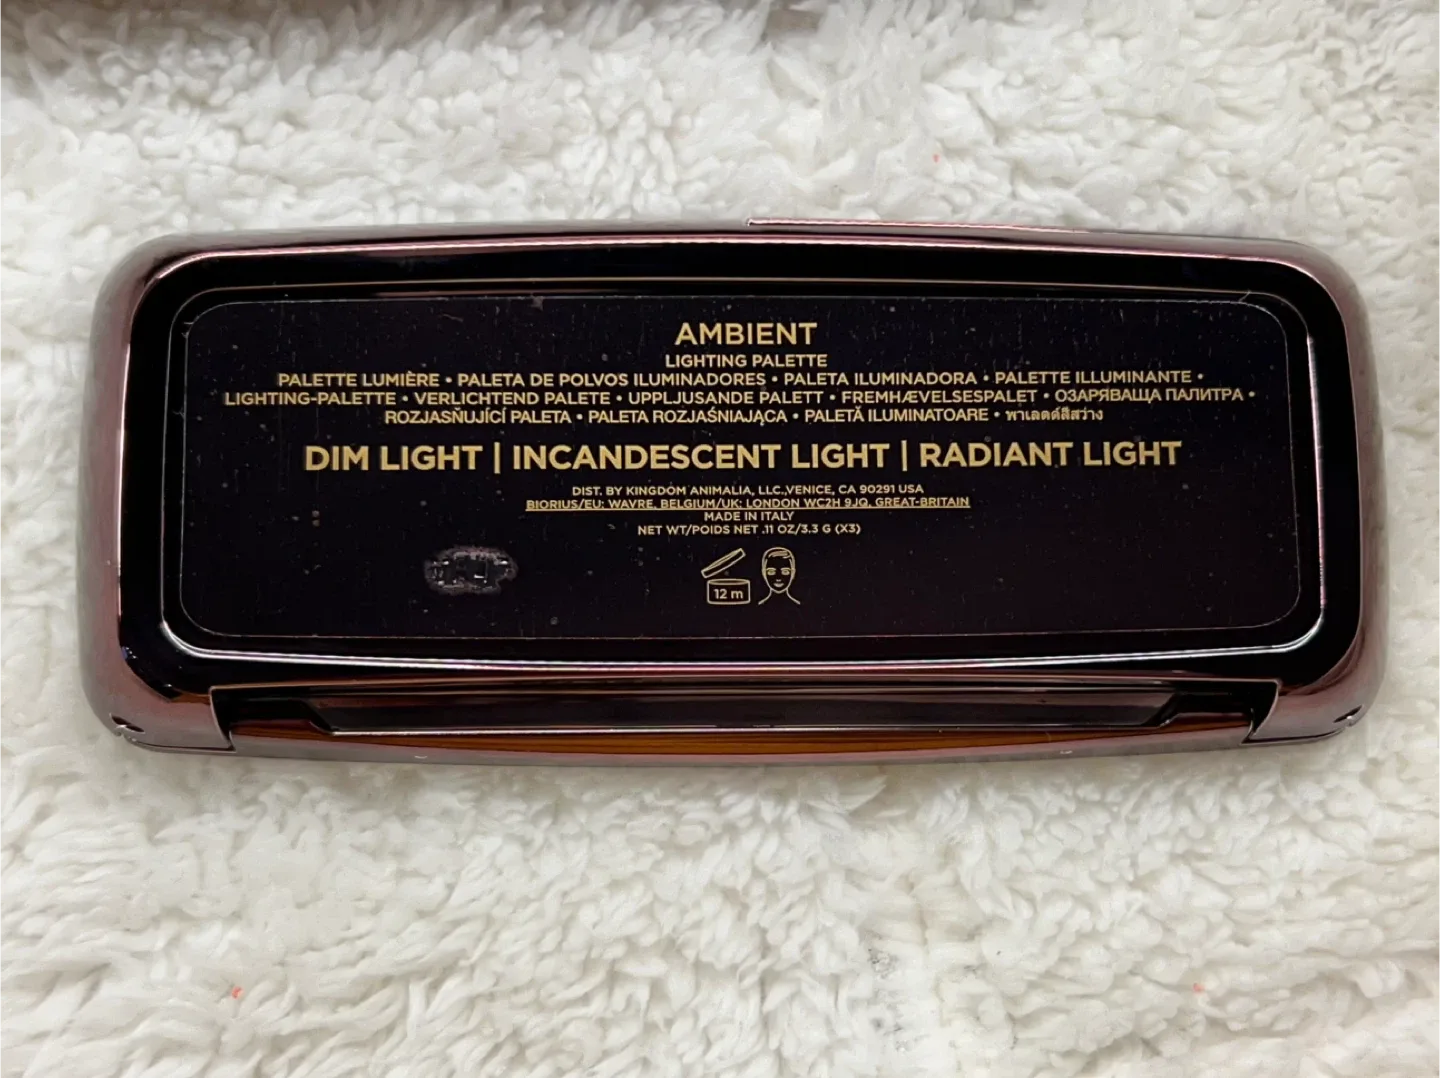 AMBIENT
LIGHTING PALETTE
PALETTE LUMIÈRE • PALETA DE POLVOS ILUMINADORES • PALETA ILUMINADORA • PALETTE ILLUMINANTE •
LIGHTING-PALETTE • VERLICHTEND PALETE • UPPLJUSANDE PALETT • FREMHÆVELSESPALET • ОЗАРЯВАЩА ПАЛИТРА •
ROZJASŇUJÍCÍ PALETA • PALETA ROZJAŚNIAJĄCA • PALETĂ ILUMINATOARE • พาเลตต์สีสว่าง
DIM LIGHT | INCANDESCENT LIGHT | RADIANT LIGHT
DIST. BY KINGDOM ANIMALIA, LLC.,VENICE, CA 90291 USA
BIORIUS/EU: WAVRE, BELGIUM/UK: LONDON WC2H 9JQ, GREAT-BRITAIN
MADE IN ITALY
NET WT/POIDS NET .11 OZ/3.3 G (X3)
12 m